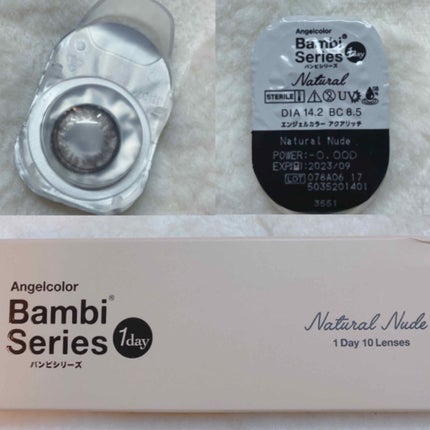 Angelcolor
Bambi®
Series 1day
バンビシリーズ
Natural
STERILE UV
DIA 14.2 BC 8.5
エンジェルカラー アクアリッチ
Natural Nude
POWER:-0.00D
EXP: 2023/09
LOT 078A06 17
5035201401
3551
Angelcolor
Bambi®
Series 1day
バンビシリーズ
Natural Nude
1 Day 10 Lenses